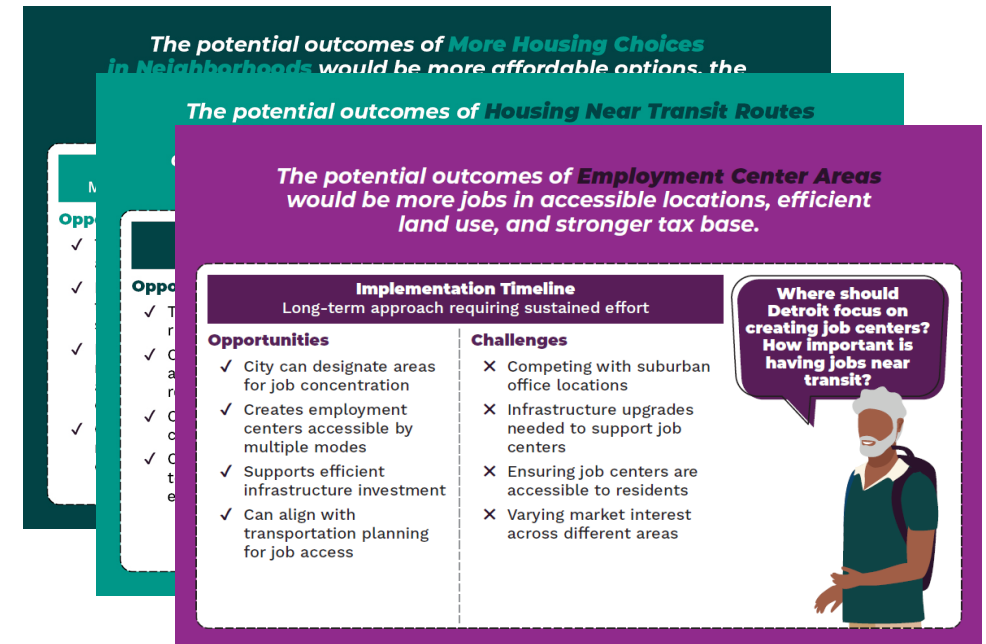 The potential outcomes of More Housing Choices
in Neighborhoods would be more affordable options, the
The potential outcomes of Housing Near Transit Routes
The potential outcomes of Employment Center Areas
would be more jobs in accessible locations, efficient
land use, and stronger tax base.
Implementation Timeline
Long-term approach requiring sustained effort
Opportunities
✓ City can designate areas
for job concentration
✓ Creates employment
centers accessible by
multiple modes
✓ Supports efficient
infrastructure investment
✓ Can align with
transportation planning
for job access
Challenges
✕ Competing with suburban
office locations
✕ Infrastructure upgrades
needed to support job
centers
✕ Ensuring job centers are
accessible to residents
✕ Varying market interest
across different areas
Where should
Detroit focus on
creating job centers?
How important is
having jobs near
transit?